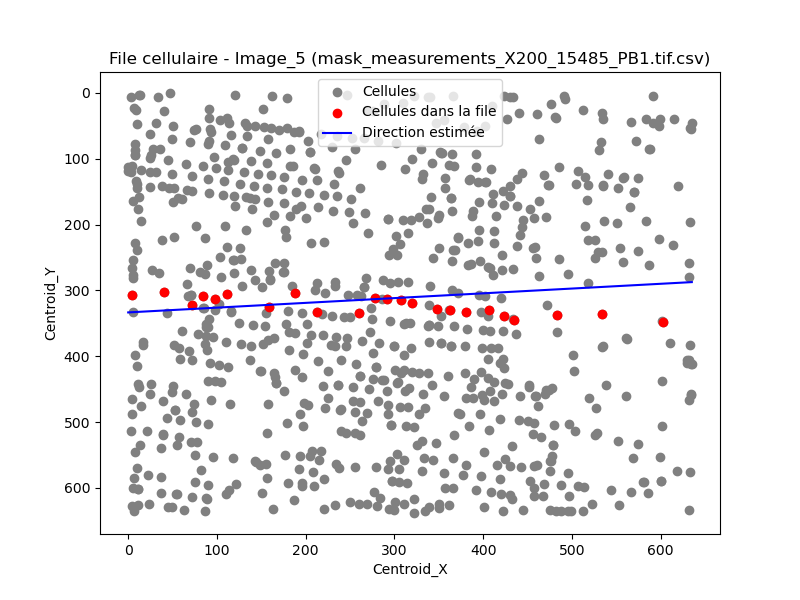 File cellulaire - Image_5 (mask_measurements_X200_15485_PB1.tif.csv)
Cellules
Cellules dans la file
Direction estimée
Centroid_Y
0
100
200
300
400
500
600
0 100 200 300 400 500 600
Centroid_X